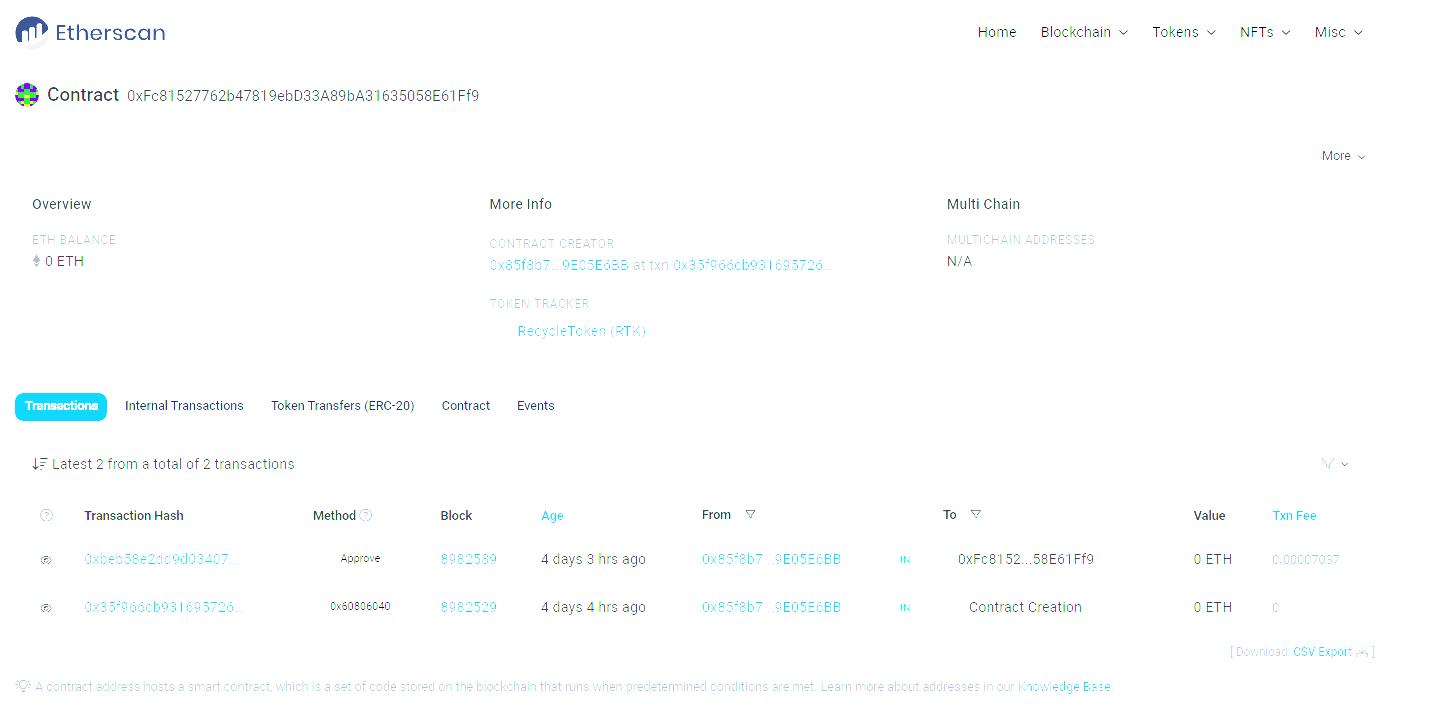 Etherscan
Home Blockchain Tokens NFTs Misc
Contract 0xFc81527762b47819ebD33A89bA31635058E61Ff9
More
Overview More Info Multi Chain
ETH BALANCE CONTRACT CREATOR MULTICHAIN ADDRESSES
0 ETH 0x85f8b7...9E05E6BB at txn 0x35f966cb931695726... N/A
TOKEN TRACKER
RecycleToken (RTK)
Transactions Internal Transactions Token Transfers (ERC-20) Contract Events
Latest 2 from a total of 2 transactions
Transaction Hash Method Block Age From To Value Txn Fee
0xbeb58e2dd9d03407... Approve 8982589 4 days 3 hrs ago 0x85f8b7...9E05E6BB IN 0xFc8152...58E61Ff9 0 ETH 0.00007037
0x35f966cb931695726... 0x60806040 8982529 4 days 4 hrs ago 0x85f8b7...9E05E6BB IN Contract Creation 0 ETH 0
[ Download: CSV Export ]
A contract address hosts a smart contract, which is a set of code stored on the blockchain that runs when predetermined conditions are met. Learn more about addresses in our Knowledge Base.